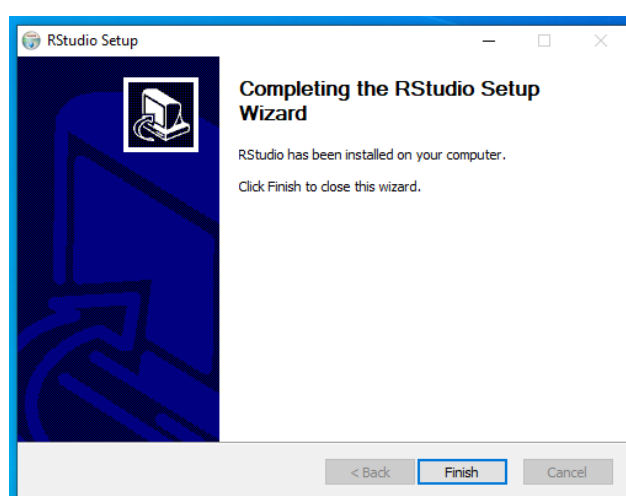 RStudio Setup
Completing the RStudio Setup
Wizard
RStudio has been installed on your computer.
Click Finish to close this wizard.
< Back
Finish
Cancel